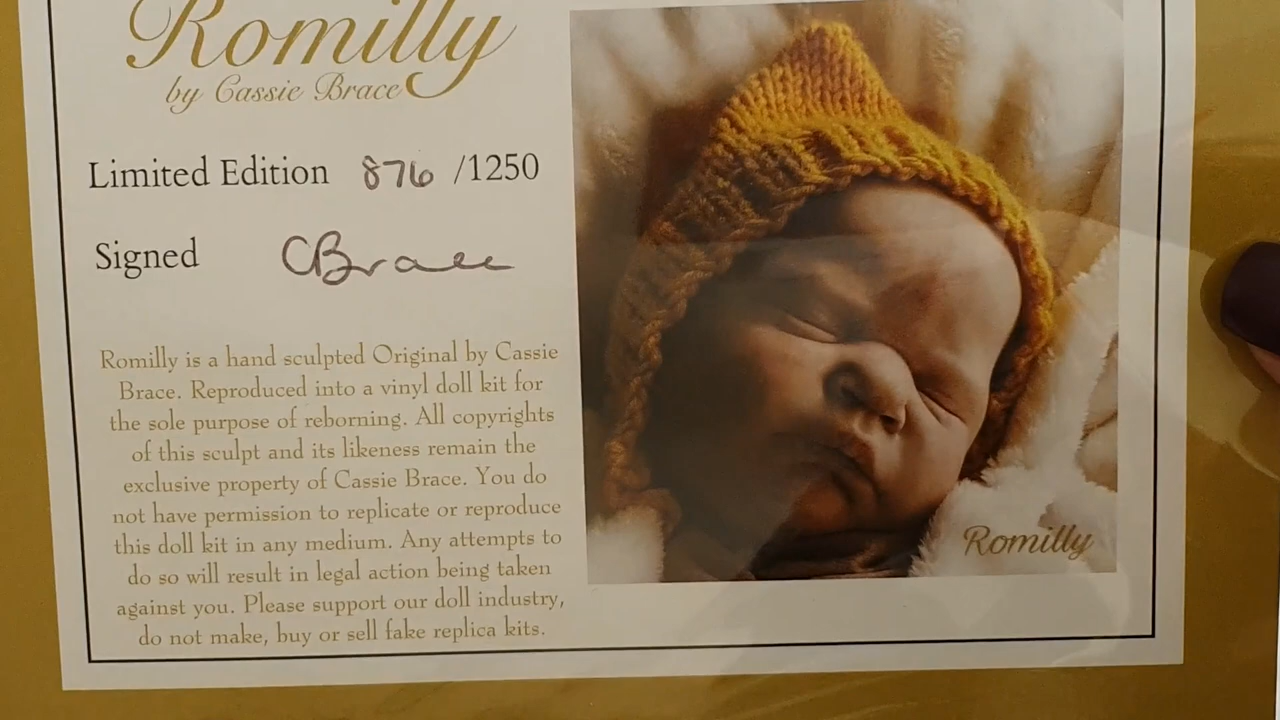 Romilly
by Cassie Brace
Limited Edition 876 /1250
Signed CBrace
Romilly is a hand sculpted Original by Cassie
Brace. Reproduced into a vinyl doll kit for
the sole purpose of reborning. All copyrights
of this sculpt and its likeness remain the
exclusive property of Cassie Brace. You do
not have permission to replicate or reproduce
this doll kit in any medium. Any attempts to
do so will result in legal action being taken
against you. Please support our doll industry,
do not make, buy or sell fake replica kits.
Romilly